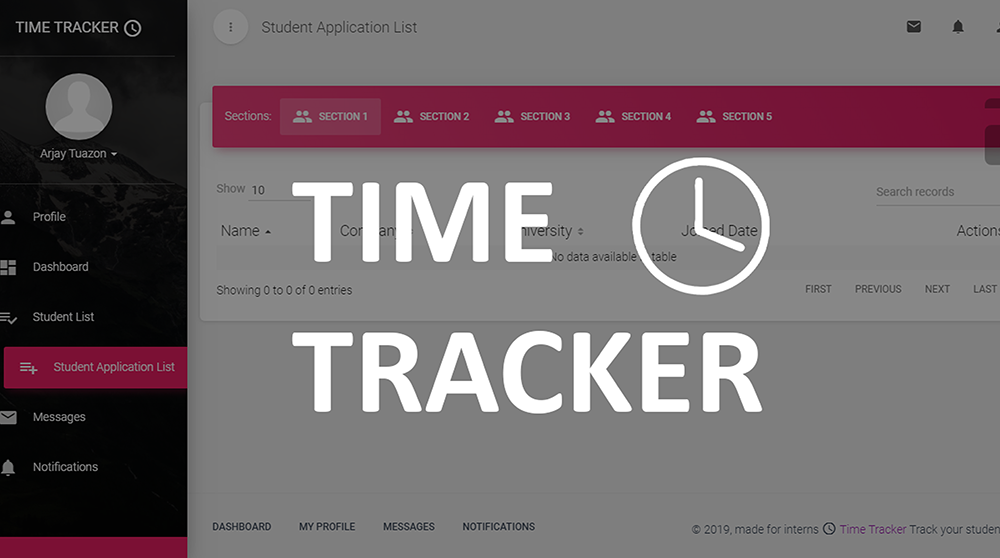 TIME TRACKER
Arjay Tuazon
Profile
Dashboard
Student List
Student Application List
Messages
Notifications
Student Application List
Sections: SECTION 1 SECTION 2 SECTION 3 SECTION 4 SECTION 5
Show 10
Search records
Name Company University Joined Date Actions
No data available table
Showing 0 to 0 of 0 entries
FIRST PREVIOUS NEXT LAST
TIME
TRACKER
DASHBOARD MY PROFILE MESSAGES NOTIFICATIONS
© 2019, made for interns Time Tracker Track your studen